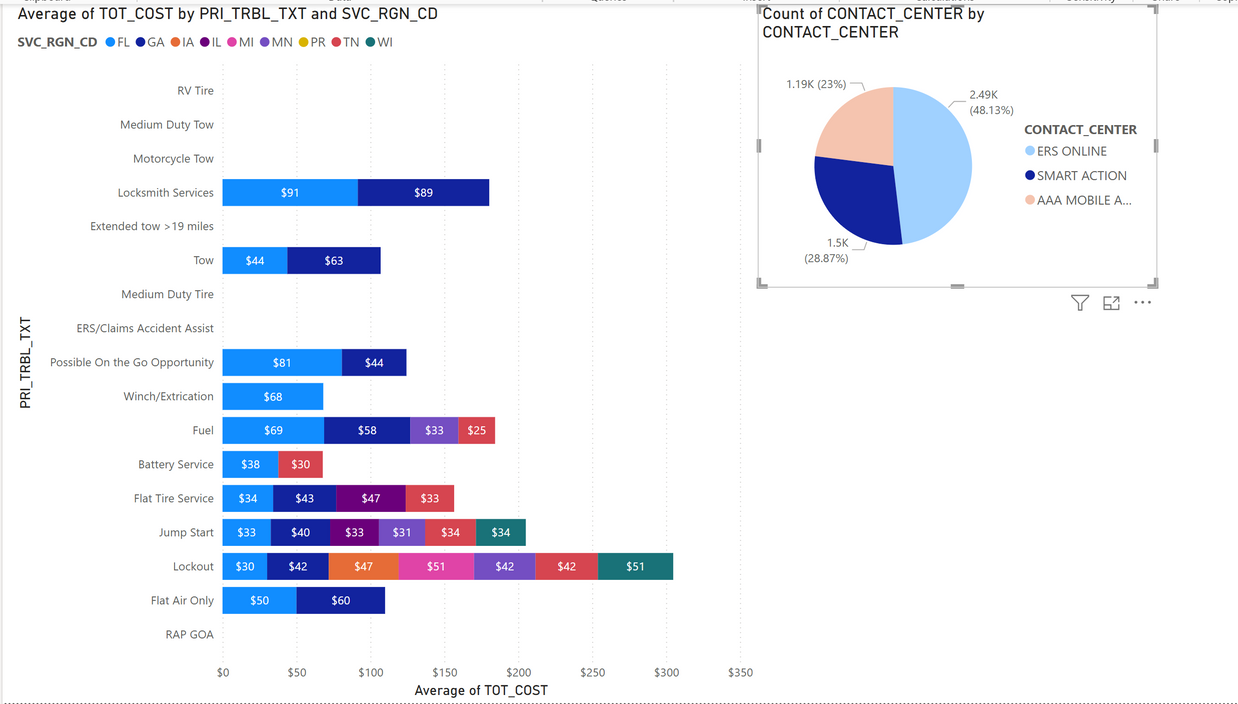 Average of TOT_COST by PRI_TRBL_TXT and SVC_RGN_CD
SVC_RGN_CD FL GA IA IL MI MN PR TN WI
PRI_TRBL_TXT
RV Tire
Medium Duty Tow
Motorcycle Tow
Locksmith Services $91 $89
Extended tow >19 miles
Tow $44 $63
Medium Duty Tire
ERS/Claims Accident Assist
Possible On the Go Opportunity $81 $44
Winch/Extrication $68
Fuel $69 $58 $33 $25
Battery Service $38 $30
Flat Tire Service $34 $43 $47 $33
Jump Start $33 $40 $33 $31 $34 $34
Lockout $30 $42 $47 $51 $42 $42 $51
Flat Air Only $50 $60
RAP GOA
$0 $50 $100 $150 $200 $250 $300 $350
Average of TOT_COST
Count of CONTACT_CENTER by
CONTACT_CENTER
1.19K (23%)
2.49K
(48.13%)
1.5K
(28.87%)
CONTACT_CENTER
ERS ONLINE
SMART ACTION
AAA MOBILE A...